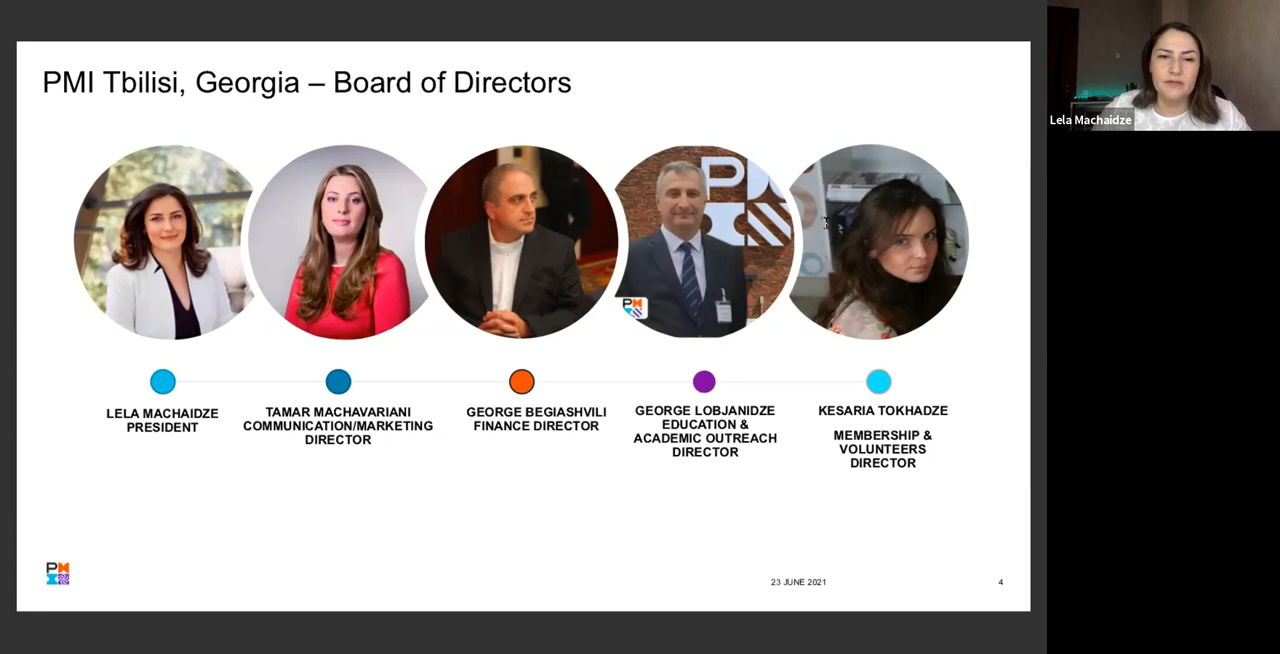 PMI Tbilisi, Georgia – Board of Directors
Lela Machaidze
LELA MACHAIDZE
PRESIDENT
TAMAR MACHAVARIANI
COMMUNICATION/MARKETING
DIRECTOR
GEORGE BEGIASHVILI
FINANCE DIRECTOR
GEORGE LOBJANIDZE
EDUCATION &
ACADEMIC OUTREACH
DIRECTOR
KESARIA TOKHADZE
MEMBERSHIP &
VOLUNTEERS
DIRECTOR
23 JUNE 2021
4